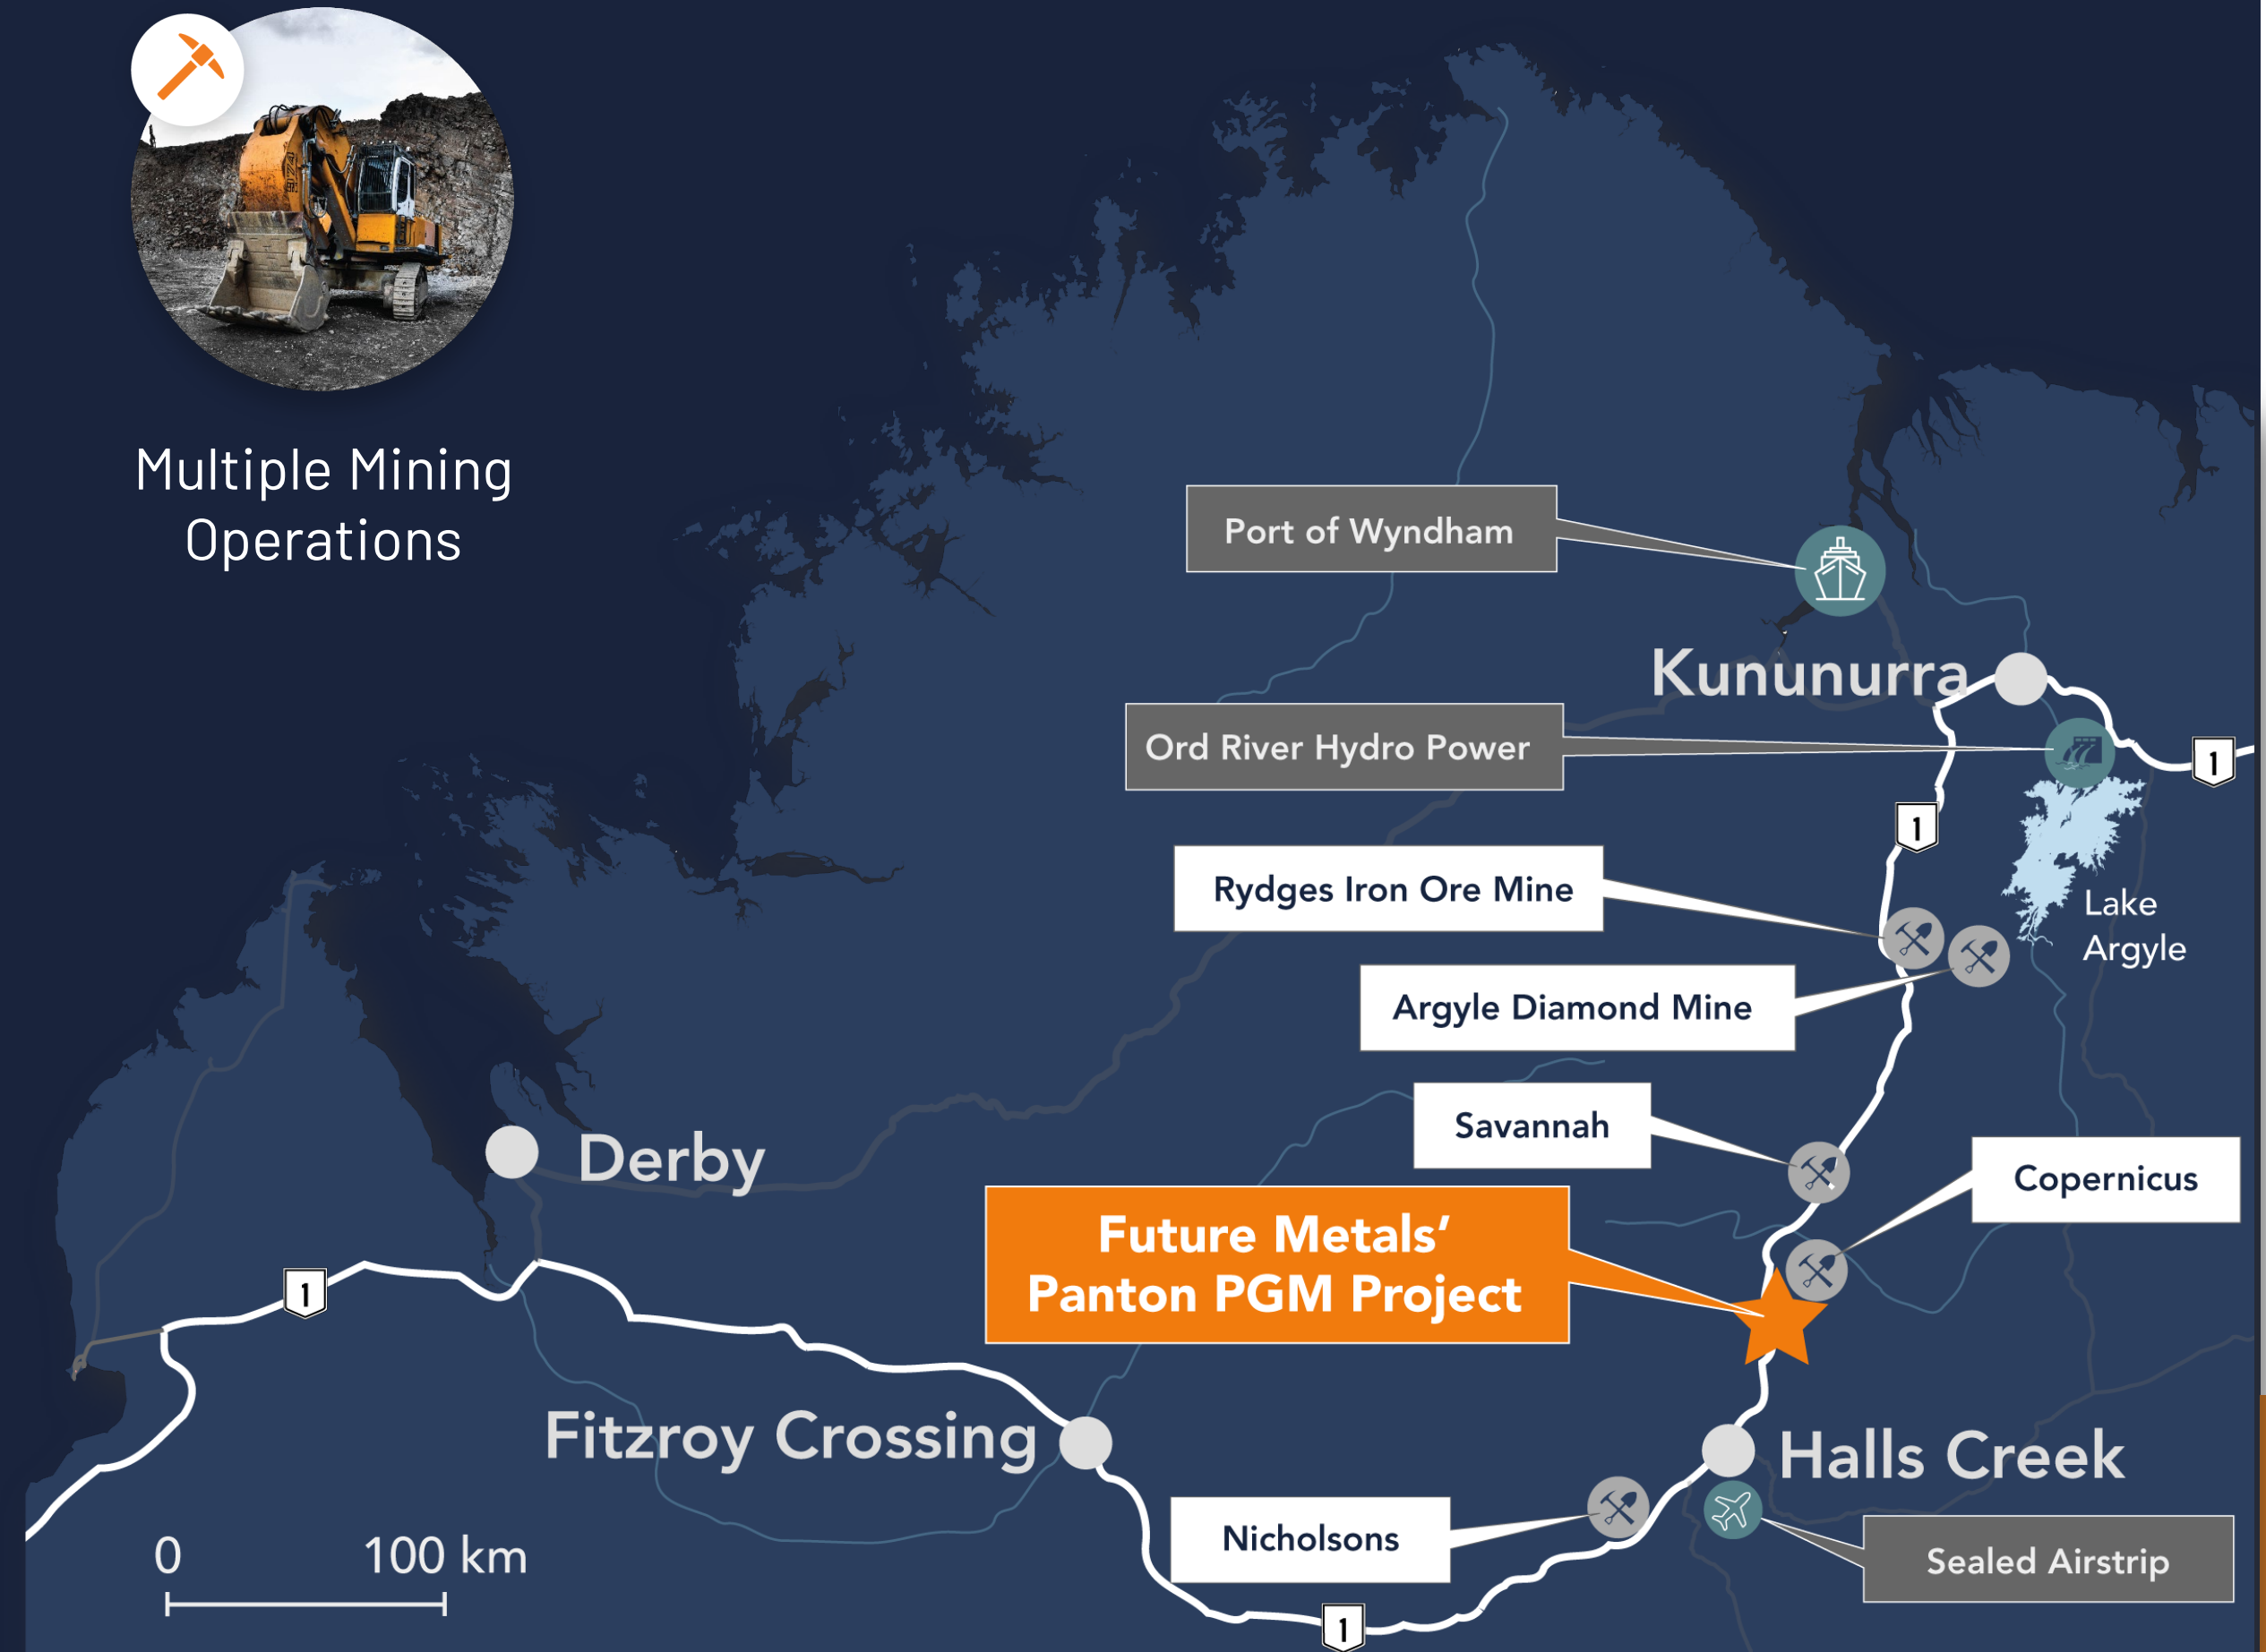 Multiple Mining
Operations
Port of Wyndham
Kununurra
Ord River Hydro Power
1
1
Rydges Iron Ore Mine
Lake
Argyle
Argyle Diamond Mine
Savannah
Copernicus
Derby
Future Metals’
Panton PGM Project
1
Fitzroy Crossing
Halls Creek
Nicholsons
Sealed Airstrip
0 100 km
1